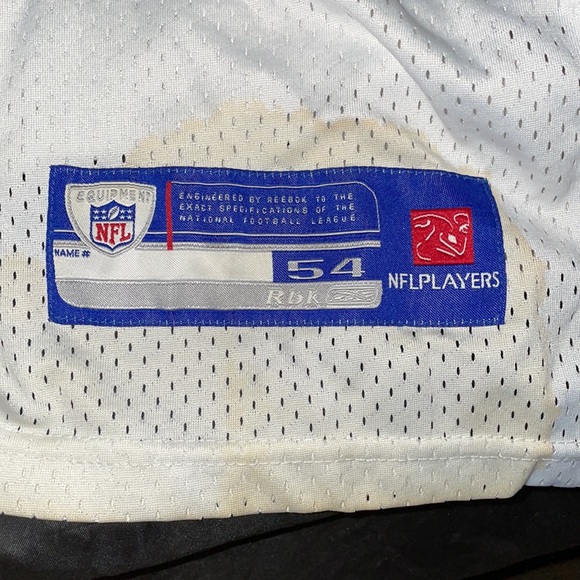 EQUIPMENT
NFL
ENGINEERED BY REEBOK TO THE
EXACT SPECIFICATIONS OF THE
NATIONAL FOOTBALL LEAGUE.
NAME #
54
Rbk
NFLPLAYERS